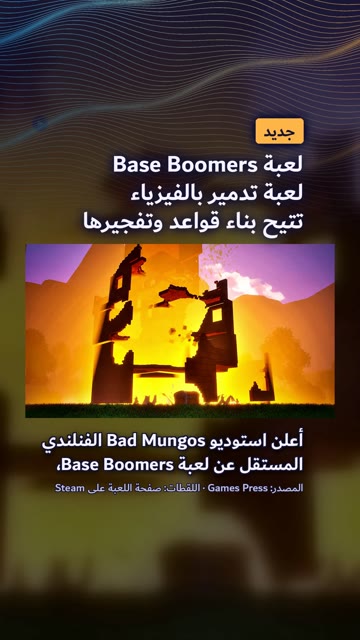 جديد
لعبة Base Boomers
لعبة تدمير بالفيزياء
تتيح بناء قواعد وتفجيرها
أعلن استوديو Bad Mungos الفنلندي
المستقل عن لعبة Base Boomers،
المصدر: Games Press · اللقطات: صفحة اللعبة على Steam